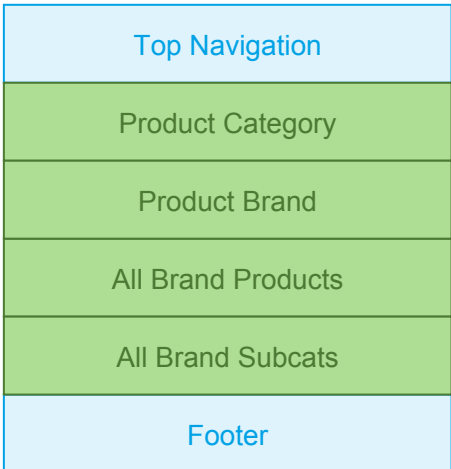 Top Navigation
Product Category
Product Brand
All Brand Products
All Brand Subcats
Footer